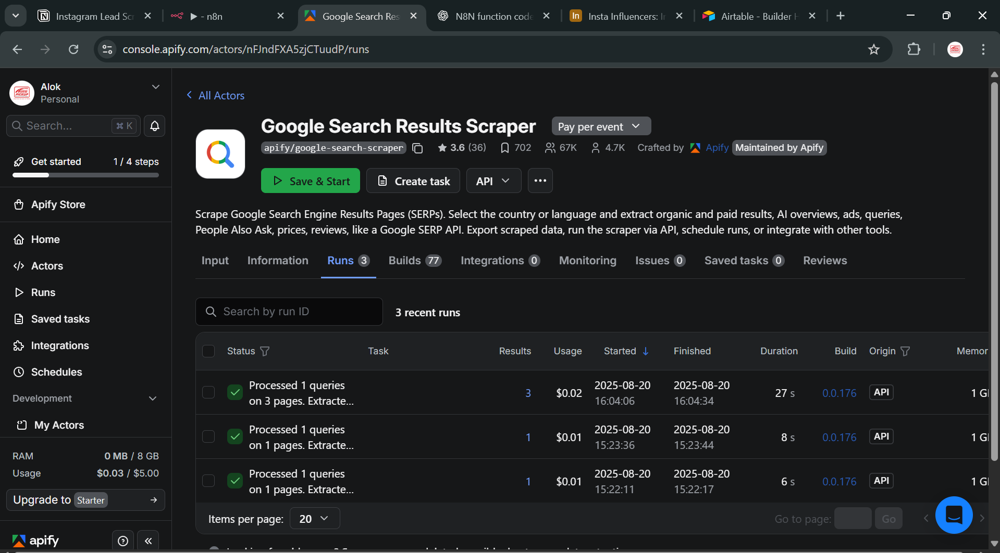 Instagram Lead Scr
- n8n
Google Search Res
N8N function code
In
Insta Influencers: I
Airtable - Builder H
console.apify.com/actors/nFJndFXA5zjCTuudP/runs
Alok
Personal
Search...
⌘ K
Get started
1 / 4 steps
Apify Store
Home
Actors
Runs
Saved tasks
Integrations
Schedules
Development
My Actors
RAM
0 MB / 8 GB
Usage
$0.03 / $5.00
Upgrade to Starter
apify
All Actors
Google Search Results Scraper
Pay per event
apify/google-search-scraper
3.6 (36)
702
67K
4.7K
Crafted by Apify
Maintained by Apify
Save & Start
Create task
API
Scrape Google Search Engine Results Pages (SERPs). Select the country or language and extract organic and paid results, AI overviews, ads, queries,
People Also Ask, prices, reviews, like a Google SERP API. Export scraped data, run the scraper via API, schedule runs, or integrate with other tools.
Input
Information
Runs 3
Builds 77
Integrations 0
Monitoring
Issues 0
Saved tasks 0
Reviews
Search by run ID
3 recent runs
Status
Task
Results
Usage
Started
Finished
Duration
Build
Origin
Memor
Processed 1 queries
on 3 pages. Extracte...
3
$0.02
2025-08-20
16:04:06
2025-08-20
16:04:34
27 s
0.0.176
API
1 G
Processed 1 queries
on 1 pages. Extracte...
1
$0.01
2025-08-20
15:23:36
2025-08-20
15:23:44
8 s
0.0.176
API
1 G
Processed 1 queries
on 1 pages. Extracte...
1
$0.01
2025-08-20
15:22:11
2025-08-20
15:22:17
6 s
0.0.176
API
1 G
Items per page:
20
Go to page:
Go